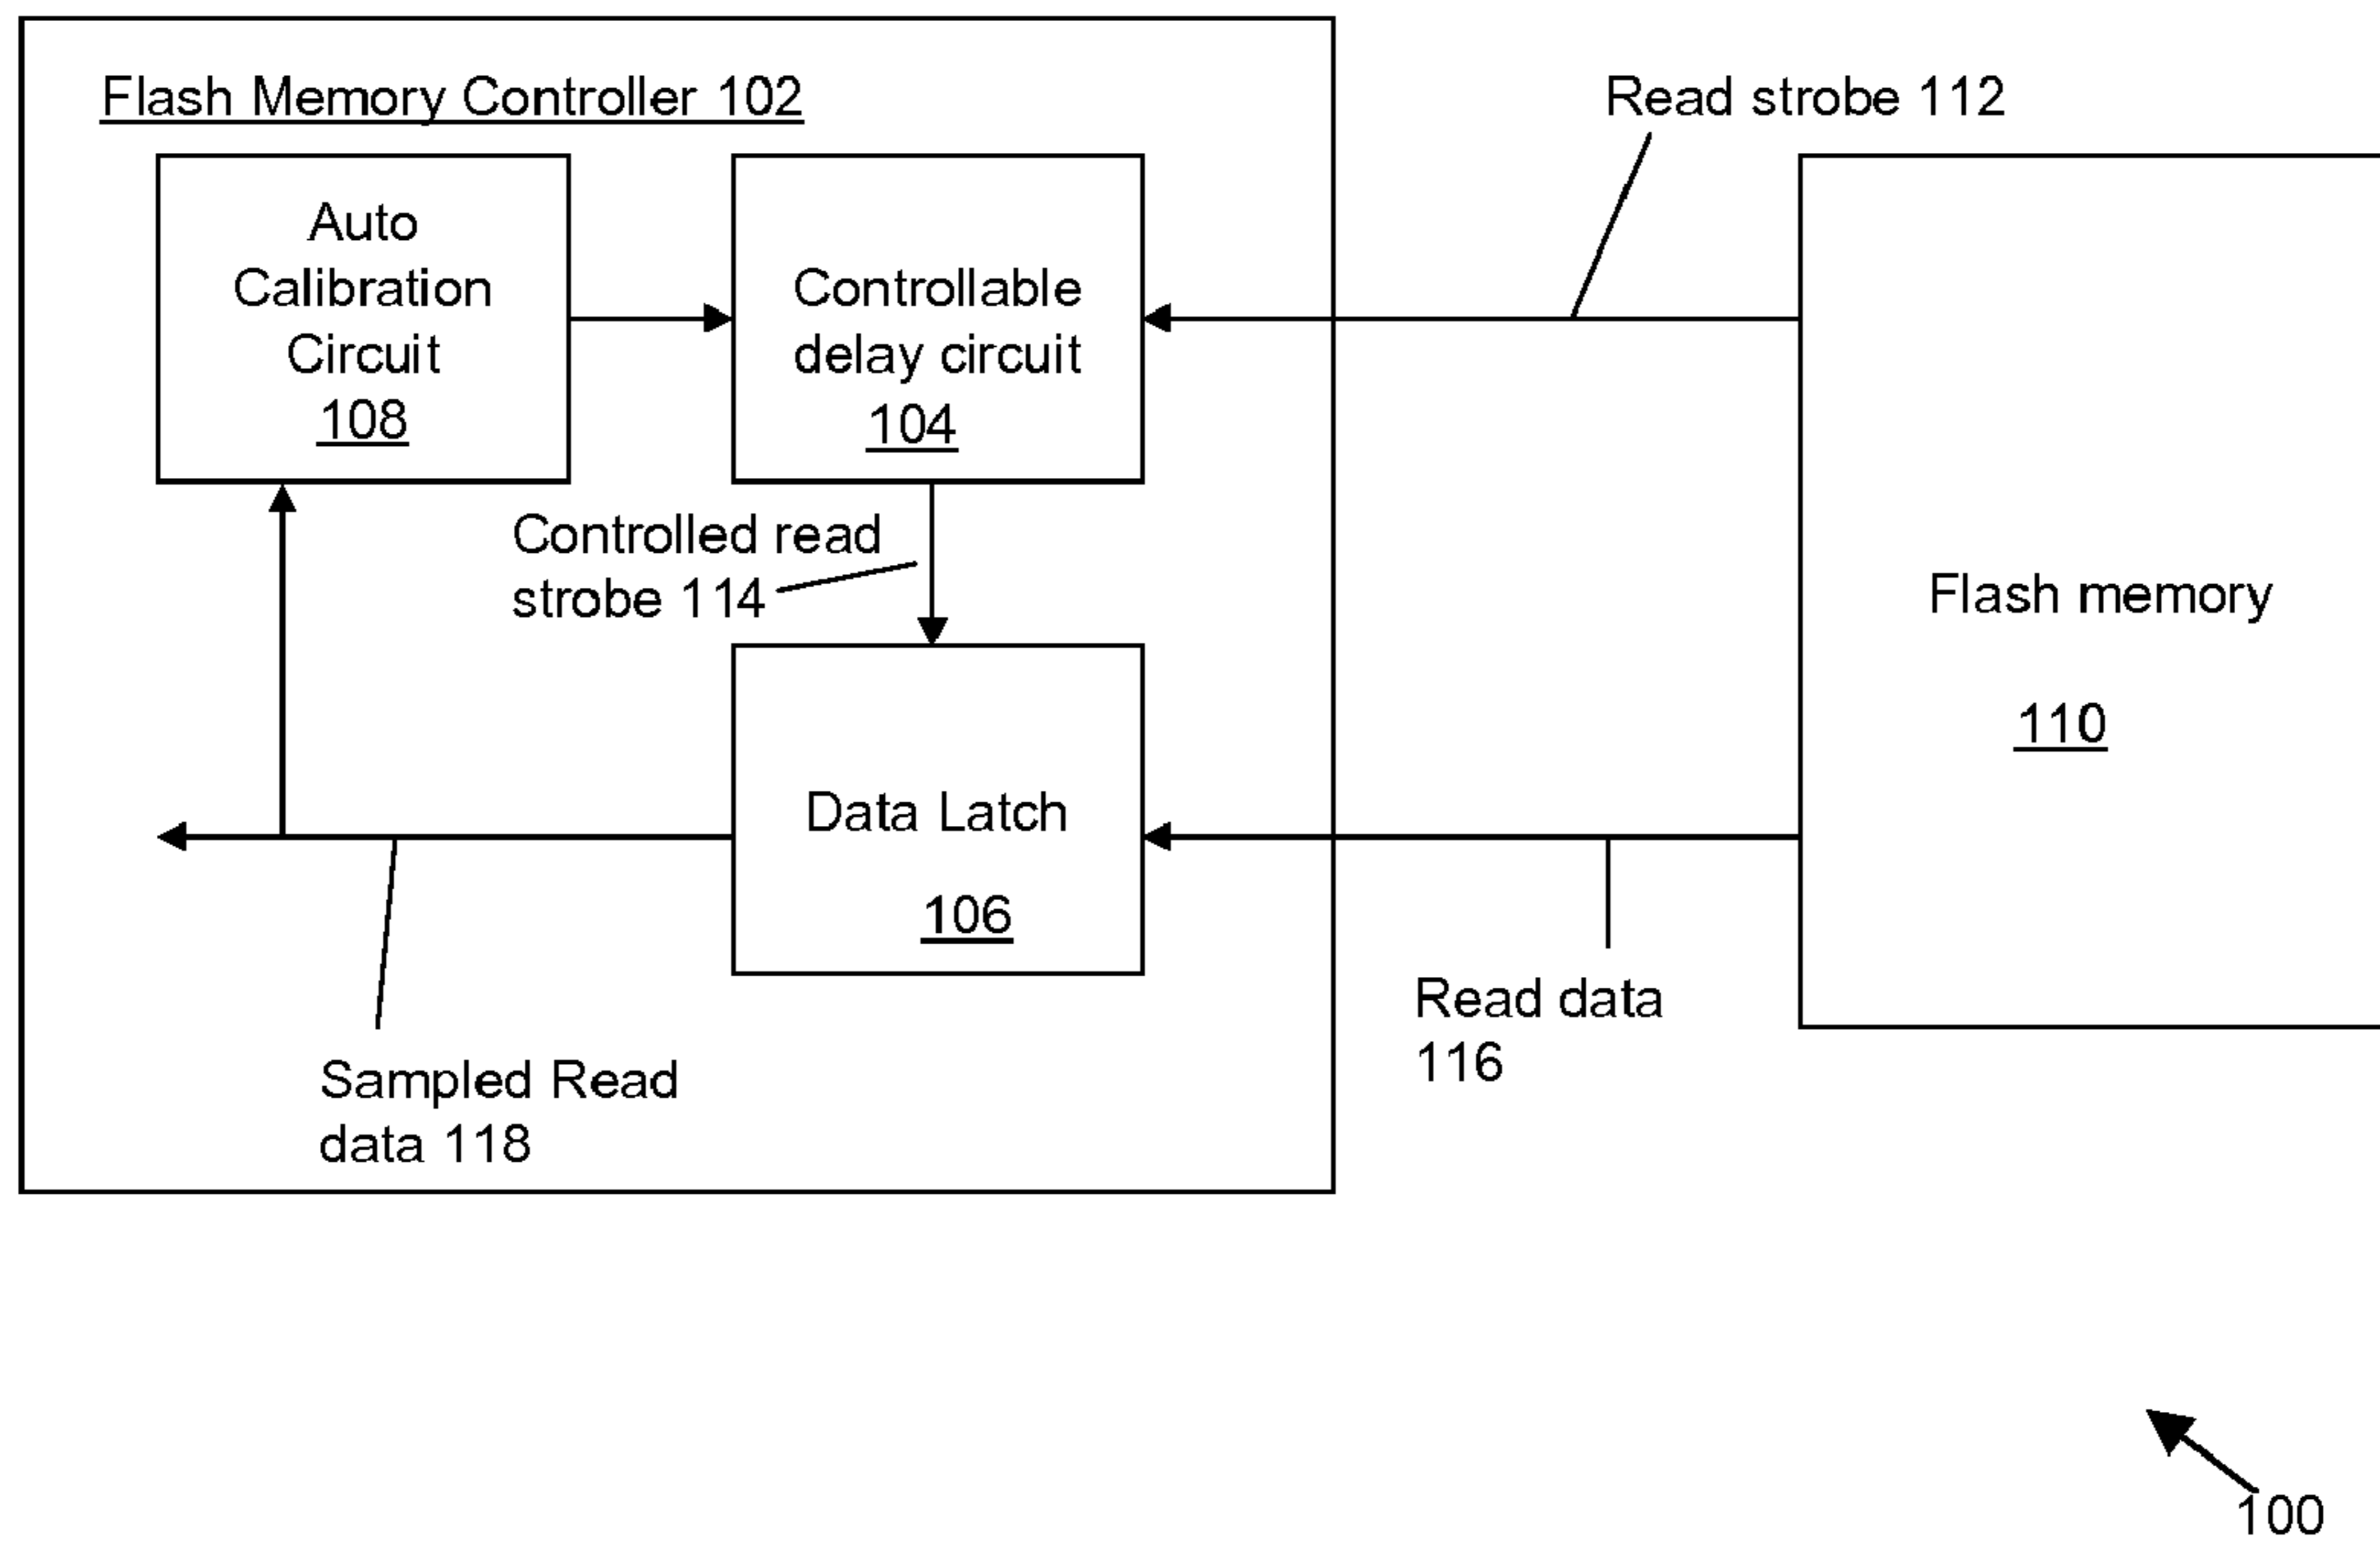 Flash Memory Controller 102
Read strobe 112
Auto
Calibration
Circuit
108
Controllable
delay circuit
104
Controlled read
strobe 114
Flash memory
110
Data Latch
106
Read data
116
Sampled Read
data 118
100